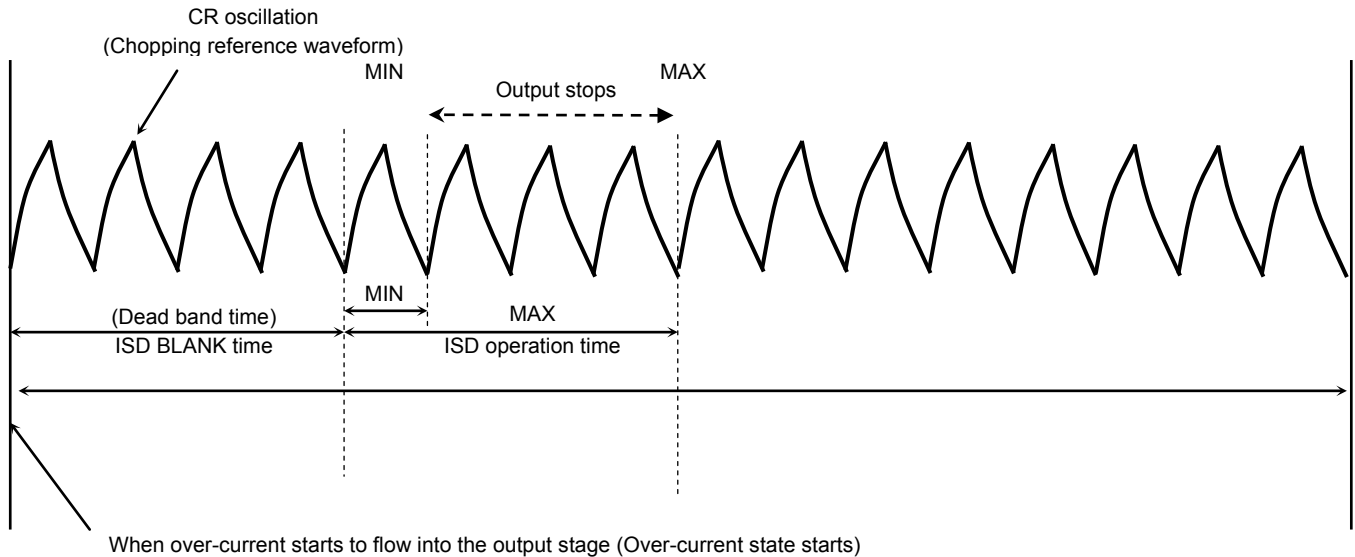 CR oscillation
(Chopping reference waveform)
MIN
MAX
Output stops
MIN
(Dead band time)
MAX
ISD BLANK time
ISD operation time
When over-current starts to flow into the output stage (Over-current state starts)